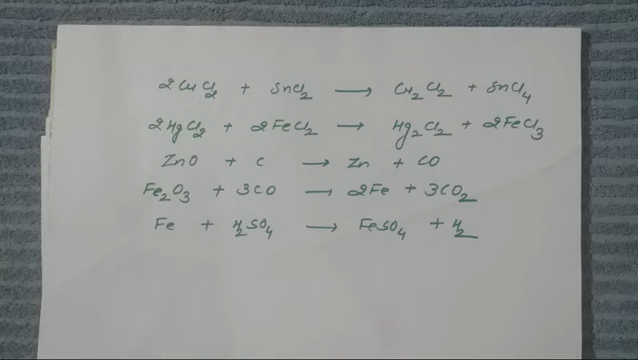 2CuCl₂ + SnCl₂ → Cu₂Cl₂ + SnCl₄
2HgCl₂ + 2FeCl₂ → Hg₂Cl₂ + 2FeCl₃
ZnO + C → Zn + CO
Fe₂O₃ + 3CO → 2Fe + 3CO₂
Fe + H₂SO₄ → FeSO₄ + H₂